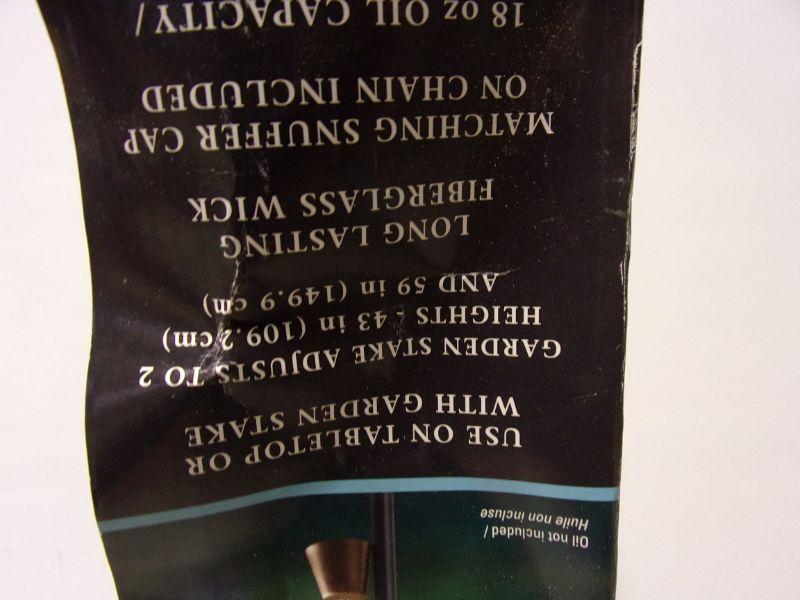 Oil not included /
Huile non incluse
USE ON TABLETOP OR
WITH GARDEN STAKE
GARDEN STAKE ADJUSTS TO 2
HEIGHTS - 43 in (109.2 cm)
AND 59 in (149.9 cm)
LONG LASTING
FIBERGLASS WICK
MATCHING SNUFFER CAP
ON CHAIN INCLUDED
18 oz OIL CAPACITY /